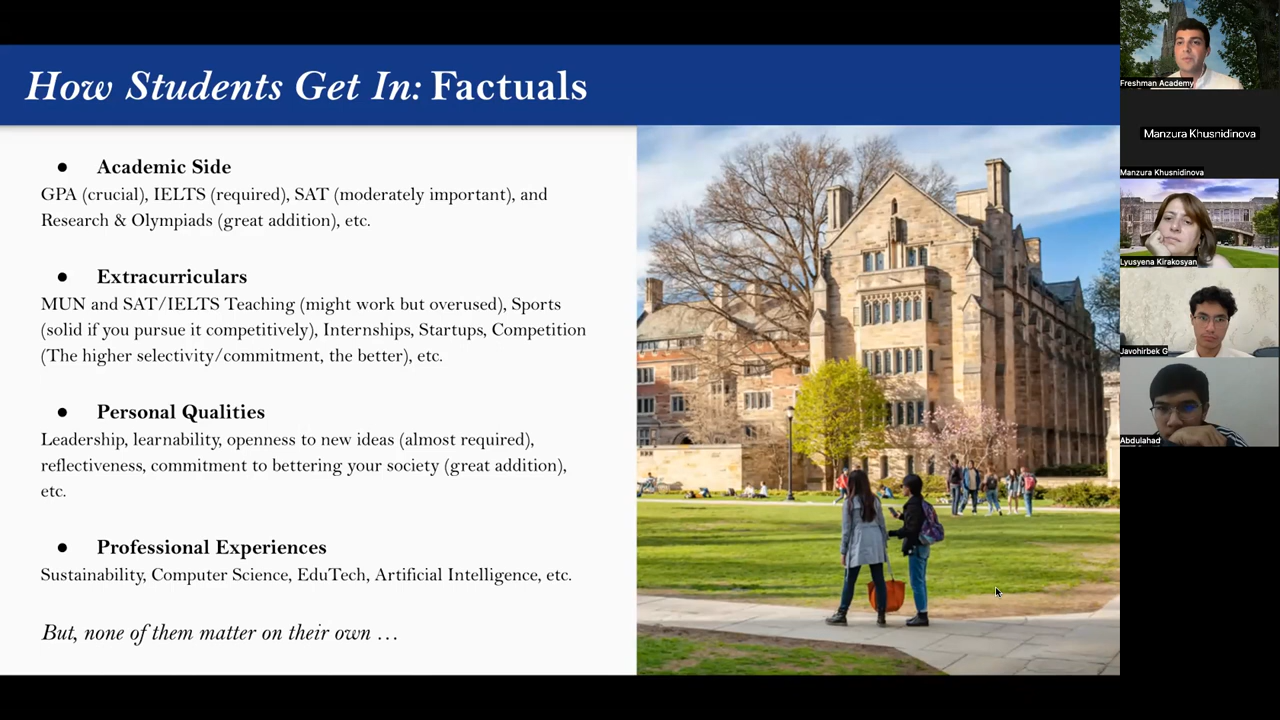 How Students Get In: Factuals
● Academic Side
GPA (crucial), IELTS (required), SAT (moderately important), and
Research & Olympiads (great addition), etc.
● Extracurriculars
MUN and SAT/IELTS Teaching (might work but overused), Sports
(solid if you pursue it competitively), Internships, Startups, Competition
(The higher selectivity/commitment, the better), etc.
● Personal Qualities
Leadership, learnability, openness to new ideas (almost required),
reflectiveness, commitment to bettering your society (great addition),
etc.
● Professional Experiences
Sustainability, Computer Science, EduTech, Artificial Intelligence, etc.
But, none of them matter on their own …
Freshman Academy
Manzura Khusnidinova
Manzura Khusnidinova
Lyusyena Kirakosyan
Javohirbek G
Abdulahad